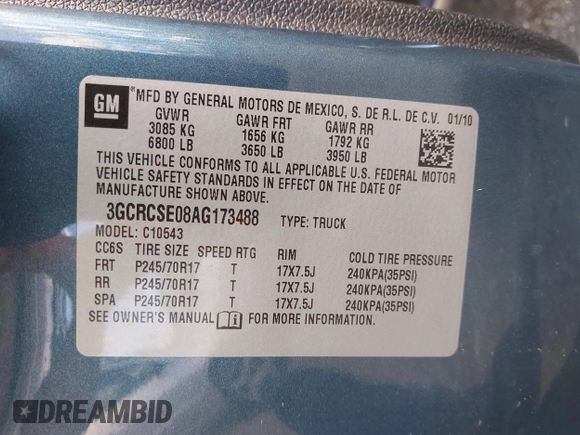 GM
®MFD BY GENERAL MOTORS DE MEXICO, S. DE R.L. DE C.V. 01/10
GVWR GAWR FRT GAWR RR
3085 KG 1656 KG 1792 KG
6800 LB 3650 LB 3950 LB
THIS VEHICLE CONFORMS TO ALL APPLICABLE U.S. FEDERAL MOTOR
VEHICLE SAFETY STANDARDS IN EFFECT ON THE DATE OF
MANUFACTURE SHOWN ABOVE.
3GCRCSE08AG173488 TYPE: TRUCK
MODEL: C10543
CC6S TIRE SIZE SPEED RTG RIM COLD TIRE PRESSURE
FRT P245/70R17 T 17X7.5J 240KPA(35PSI)
RR P245/70R17 T 17X7.5J 240KPA(35PSI)
SPA P245/70R17 T 17X7.5J 240KPA(35PSI)
SEE OWNER'S MANUAL FOR MORE INFORMATION
DREAMBID